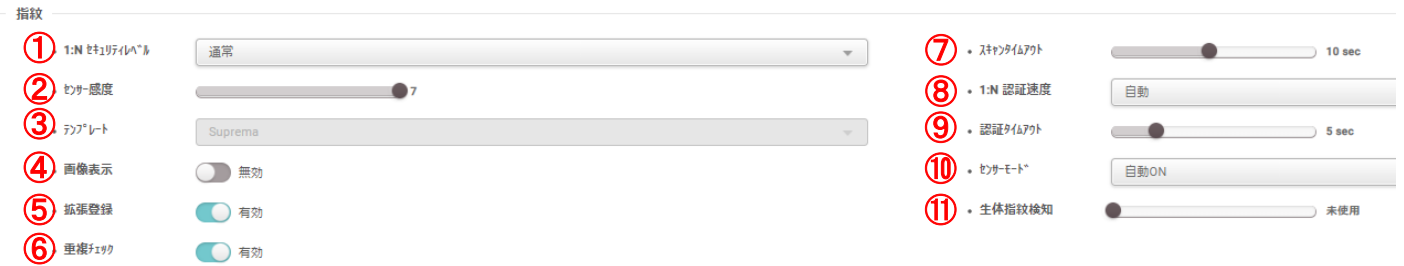 指紋
① • 1:N ｾｷｭﾘﾃｨﾚﾍﾞﾙ 通常
② • ｾﾝｻｰ感度 7
③ • ﾃﾝﾌﾟﾚｰﾄ Suprema
④ • 画像表示 無効
⑤ • 拡張登録 有効
⑥ • 重複ﾁｪｯｸ 有効
⑦ • ｽｷｬﾝﾀｲﾑｱｳﾄ 10 sec
⑧ • 1:N 認証速度 自動
⑨ • 認証ﾀｲﾑｱｳﾄ 5 sec
⑩ • ｾﾝｻｰﾓｰﾄﾞ 自動ON
⑪ • 生体指紋検知 未使用